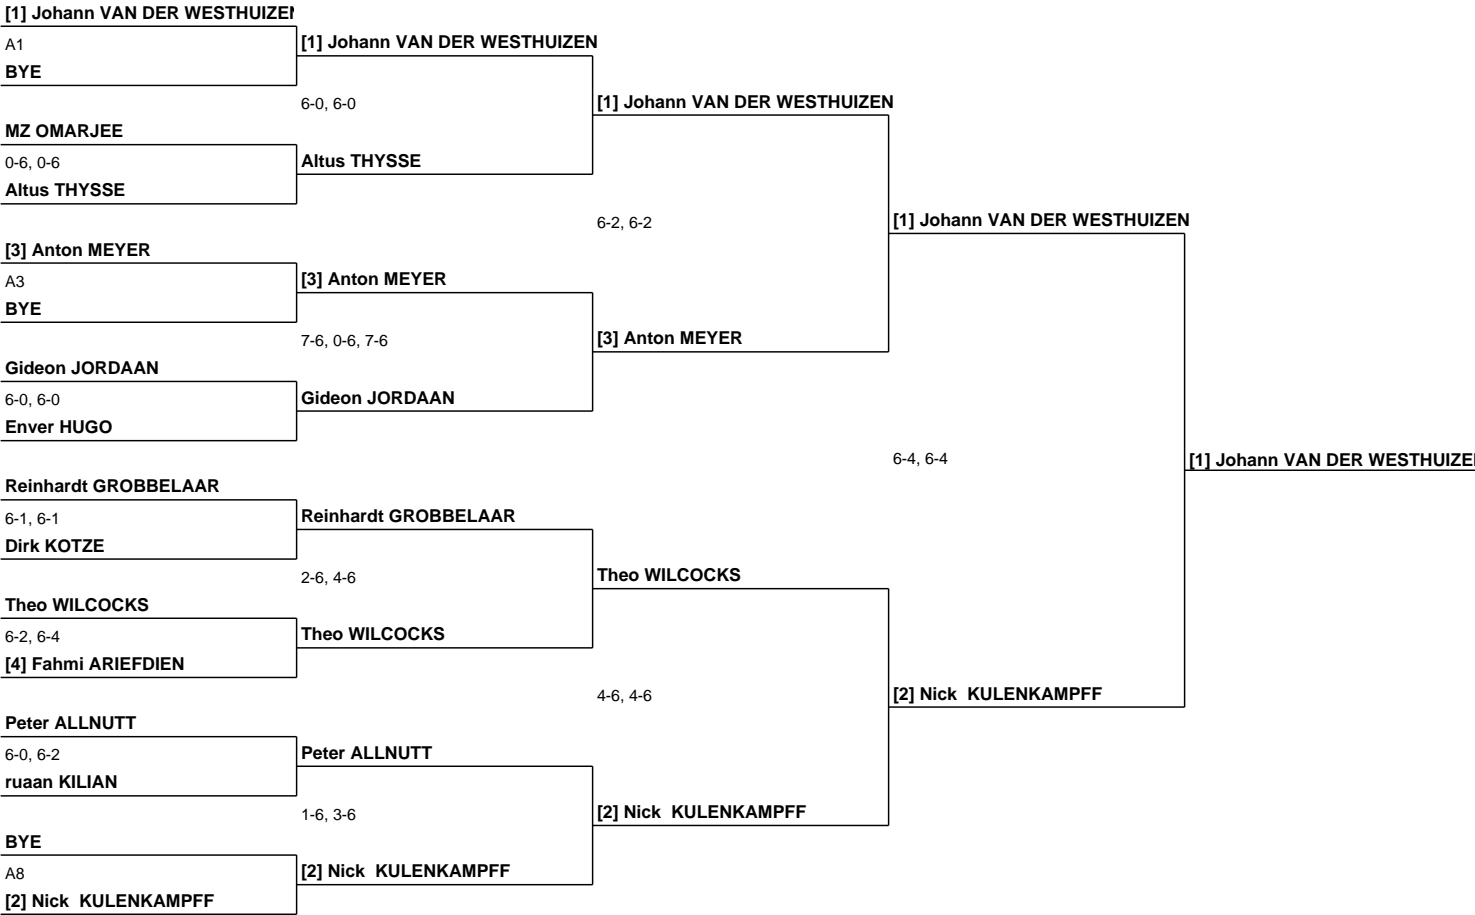 [1] Johann VAN DER WESTHUIZEN
A1
BYE
MZ OMARJEE
0-6, 0-6
Altus THYSSE
[3] Anton MEYER
A3
BYE
Gideon JORDAAN
6-0, 6-0
Enver HUGO
Reinhardt GROBBELAAR
6-1, 6-1
Dirk KOTZE
Theo WILCOCKS
6-2, 6-4
[4] Fahmi ARIEFDIEN
Peter ALLNUTT
6-0, 6-2
ruaan KILIAN
BYE
A8
[2] Nick KULENKAMPFF
[1] Johann VAN DER WESTHUIZEN
6-0, 6-0
Altus THYSSE
[3] Anton MEYER
7-6, 0-6, 7-6
Gideon JORDAAN
Reinhardt GROBBELAAR
2-6, 4-6
Theo WILCOCKS
Peter ALLNUTT
1-6, 3-6
[2] Nick KULENKAMPFF
[1] Johann VAN DER WESTHUIZEN
6-2, 6-2
[3] Anton MEYER
Theo WILCOCKS
4-6, 4-6
[2] Nick KULENKAMPFF
[1] Johann VAN DER WESTHUIZEN
6-4, 6-4
[2] Nick KULENKAMPFF
[1] Johann VAN DER WESTHUIZEN